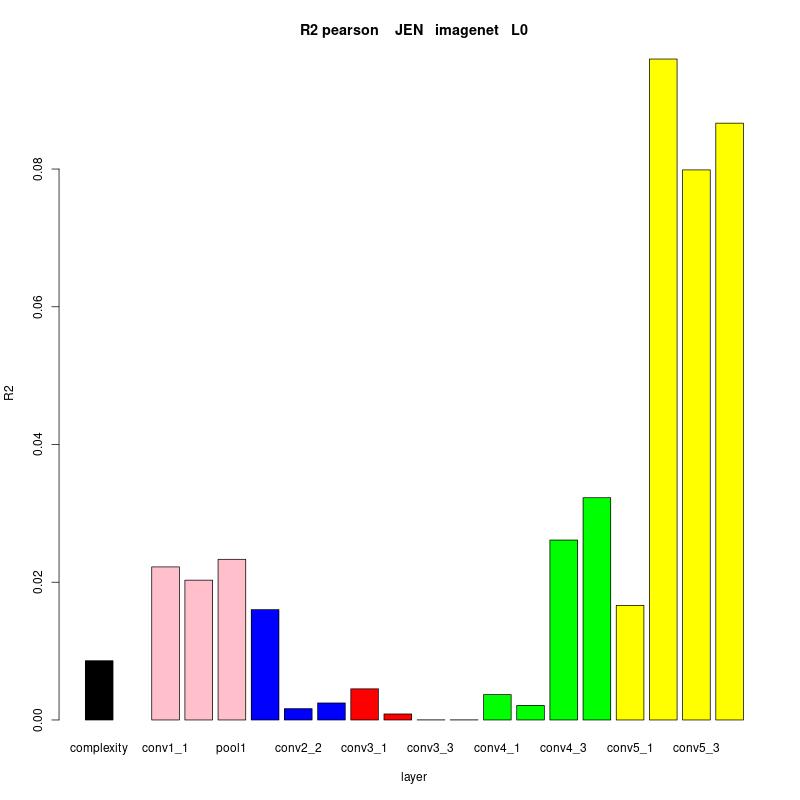 R2 pearson JEN imagenet L0
R2
0.08
0.06
0.04
0.02
0.00
complexity conv1_1 pool1 conv2_2 conv3_1 conv3_3 conv4_1 conv4_3 conv5_1 conv5_3
layer